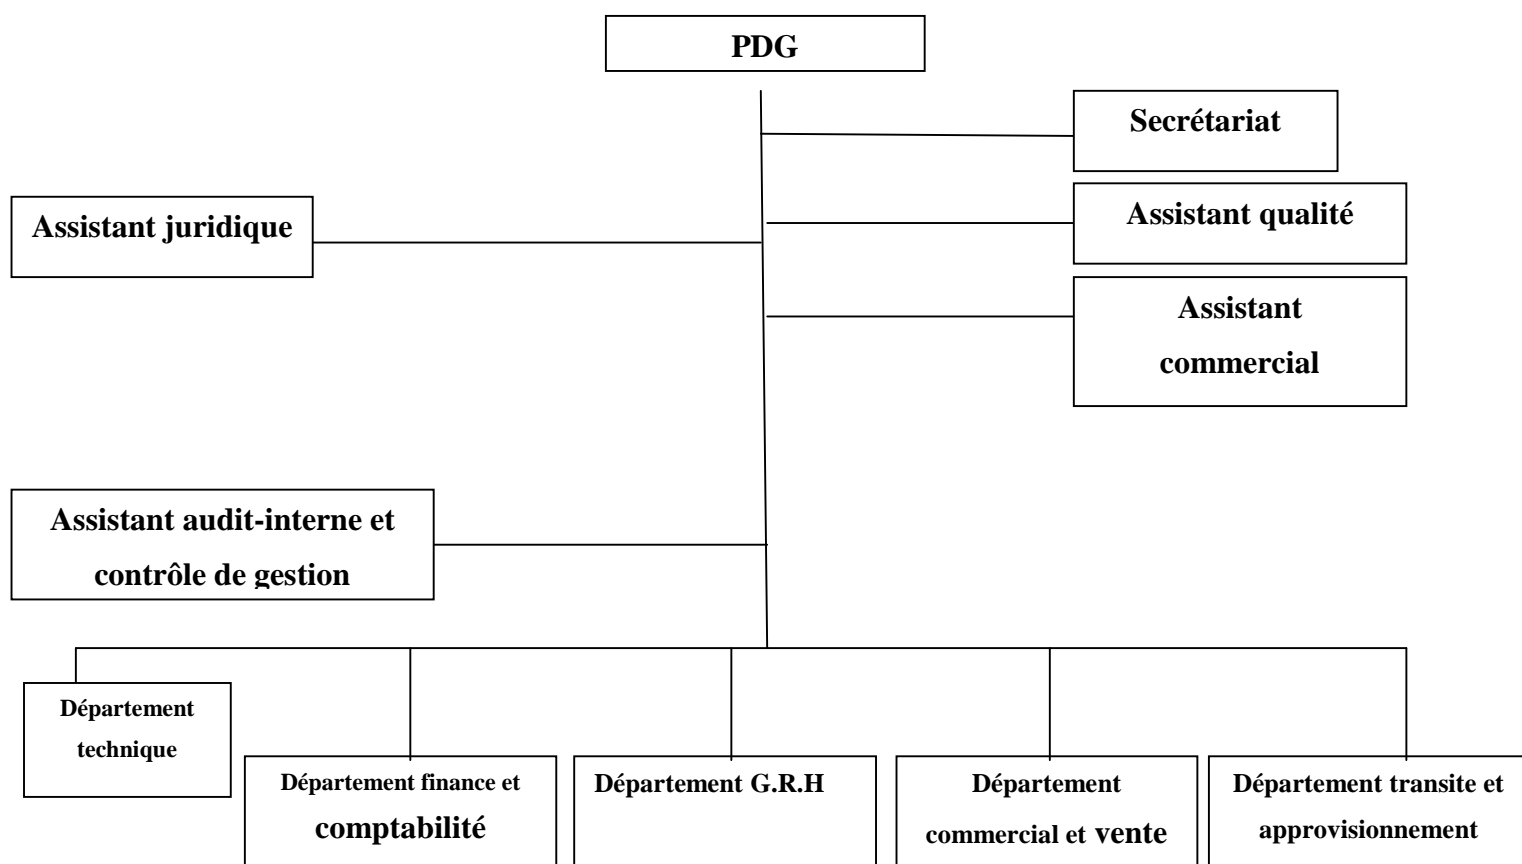 PDG
Secrétariat
Assistant qualité
Assistant juridique
Assistant
commercial
Assistant audit-interne et
contrôle de gestion
Département
technique
Département finance et
comptabilité
Département G.R.H
Département
commercial et vente
Département transite et
approvisionnement